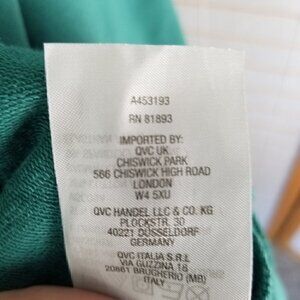 A453193
RN 81893
IMPORTED BY:
QVC UK
CHISWICK PARK
566 CHISWICK HIGH ROAD
LONDON
W4 5XU
QVC HANDEL LLC & CO. KG
PLOCKSTR. 30
40221 DÜSSELDORF
GERMANY
QVC ITALIA S.R.L
VIA GUZZINA 18
20861 BRUGHERIO (MB)
ITALY